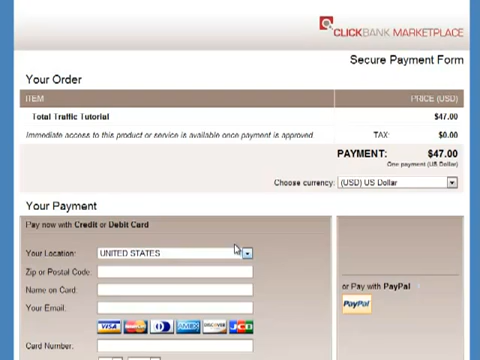 CLICKBANK MARKETPLACE
Secure Payment Form
Your Order
ITEM PRICE (USD)
Total Traffic Tutorial $47.00
Immediate access to this product or service is available once payment is approved TAX: $0.00
PAYMENT: $47.00
One payment (US Dollar)
Choose currency: (USD) US Dollar
Your Payment
Pay now with Credit or Debit Card
Your Location: UNITED STATES
Zip or Postal Code:
Name on Card:
or Pay with PayPal
Your Email:
PayPal
VISA MasterCard AMEX DISCOVER JCB
Card Number: